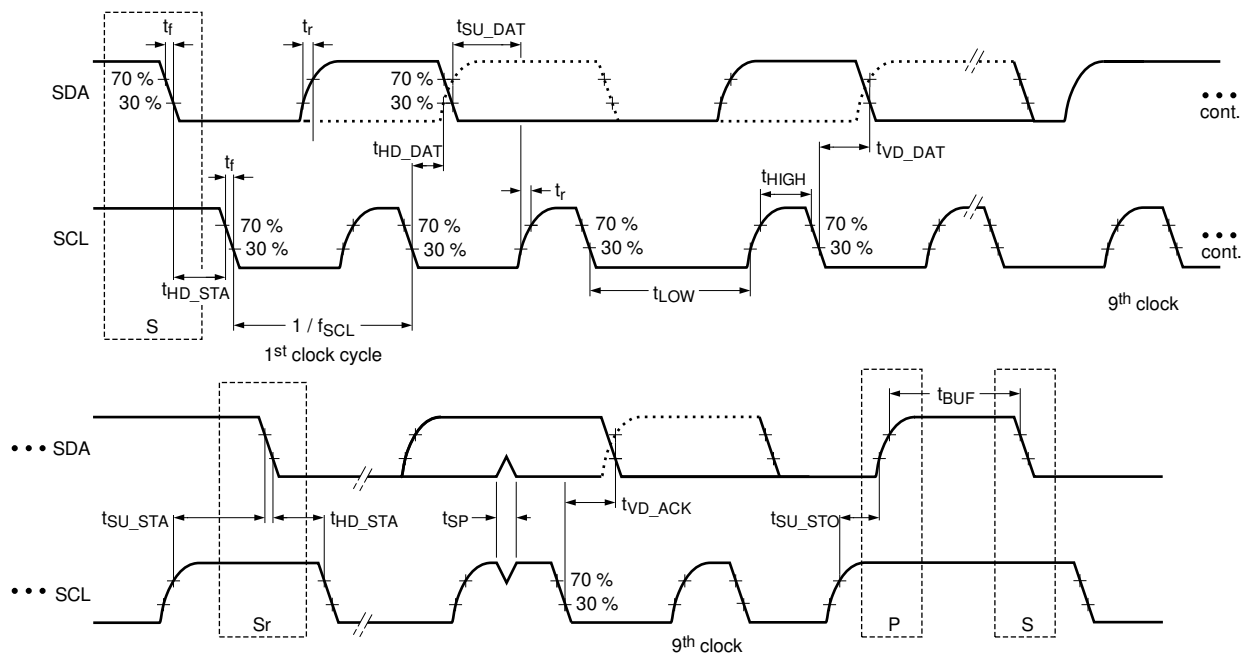 tf
tr
tSU_DAT
70 %
30 %
SDA
70 %
30 %
cont.
tf
tHD_DAT
tr
tHIGH
tVD_DAT
70 %
30 %
SCL
70 %
30 %
70 %
30 %
cont.
tHD_STA
tLOW
S
1 / fSCL
1st clock cycle
9th clock
tBUF
SDA
tSU_STA
tHD_STA
tSP
tVD_ACK
tSU_STO
SCL
70 %
30 %
Sr
9th clock
P
S